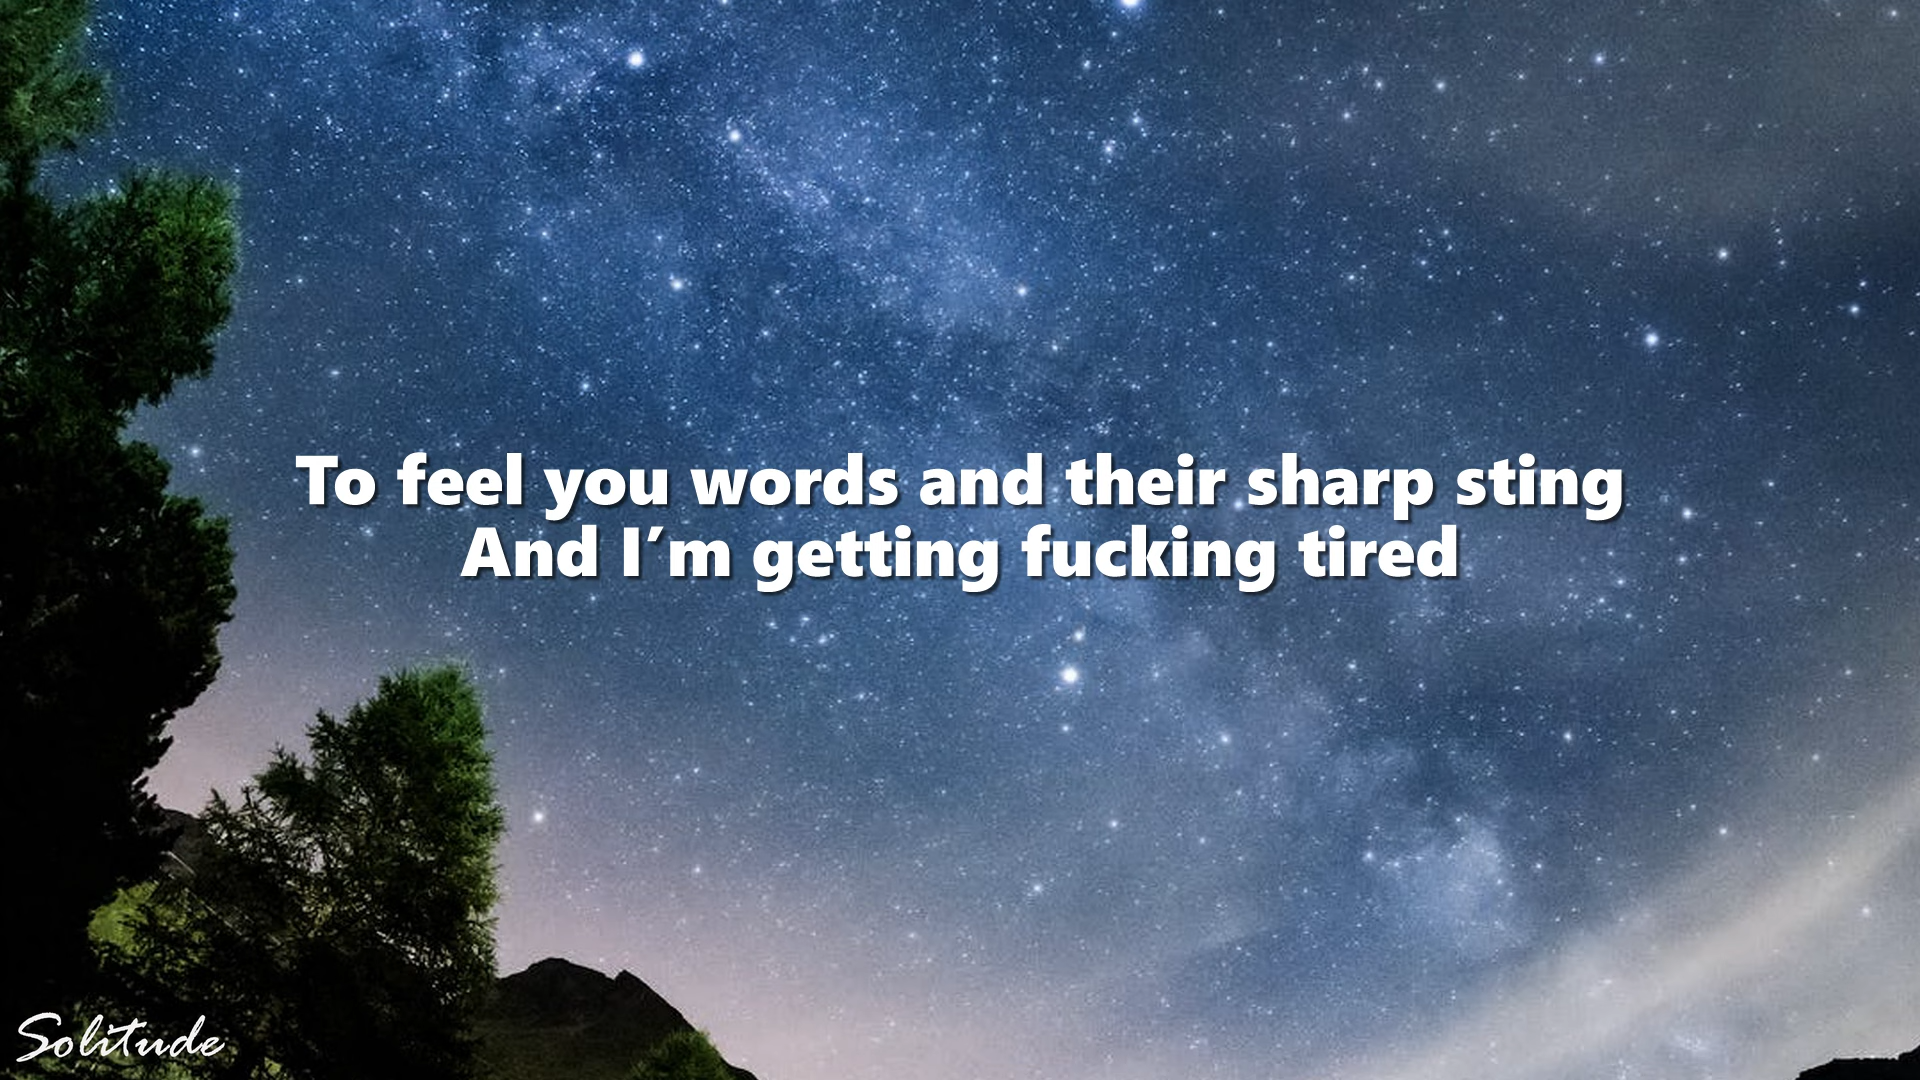 To feel you words and their sharp sting
And I'm getting fucking tired
Solitude